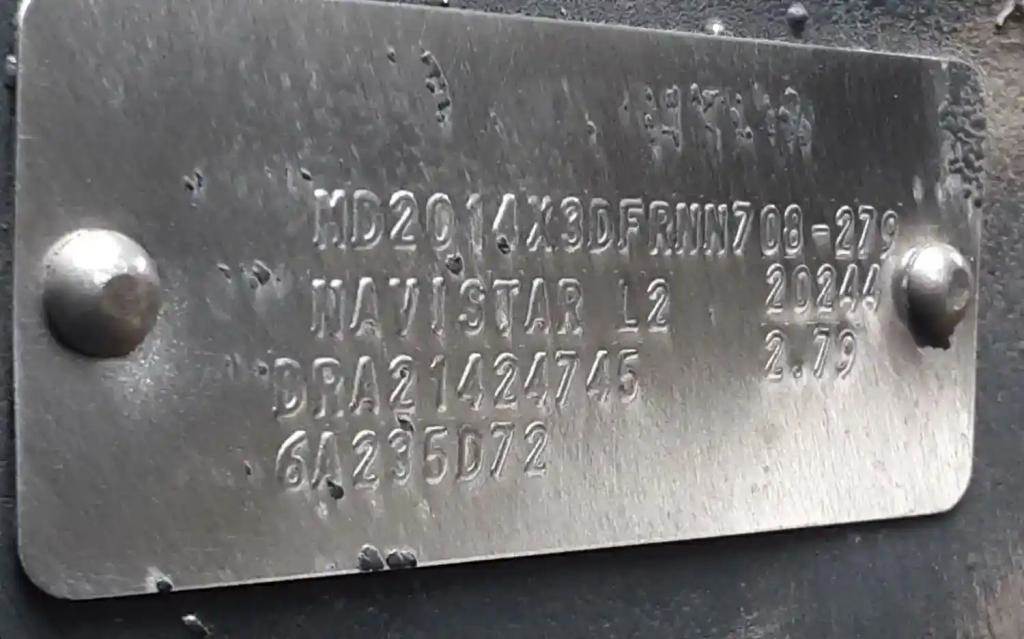 MD2014X3DFRNN708-279
NAVISTAR L2 20244
DRA21424745 2.79
6A235D72